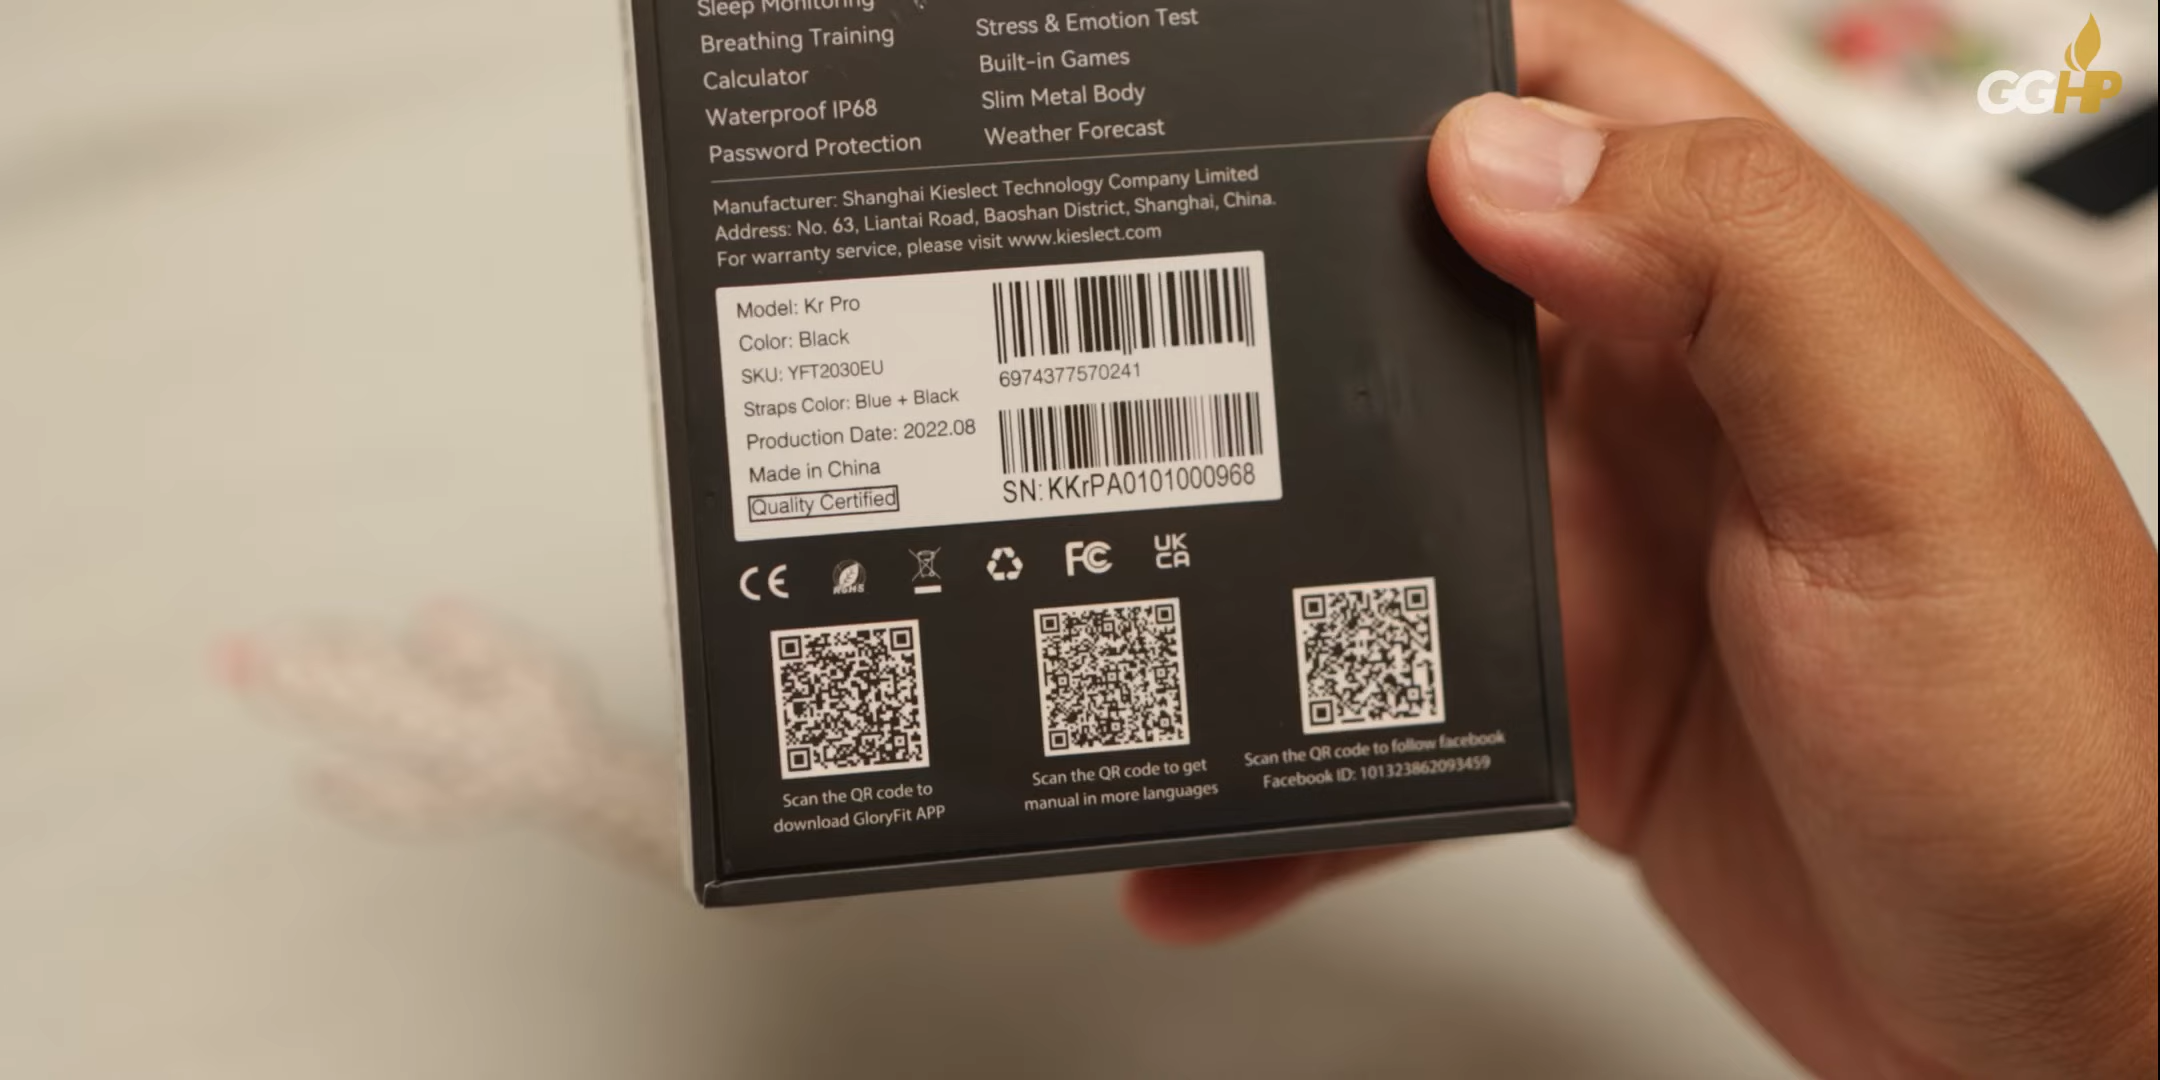 GGHP
Sleep Monitoring
Breathing Training
Calculator
Waterproof IP68
Password Protection
Stress & Emotion Test
Built-in Games
Slim Metal Body
Weather Forecast
Manufacturer: Shanghai Kieslect Technology Company Limited
Address: No. 63, Liantai Road, Baoshan District, Shanghai, China.
For warranty service, please visit www.kieslect.com
Model: Kr Pro
Color: Black
SKU: YFT2030EU
Straps Color: Blue + Black
Production Date: 2022.08
Made in China
Quality Certified
6974377570241
SN: KKrPA0101000968
CE
RoHS
FC
UK
CA
Scan the QR code to
download GloryFit APP
Scan the QR code to get
manual in more languages
Scan the QR code to follow facebook
Facebook ID: 101323862093459